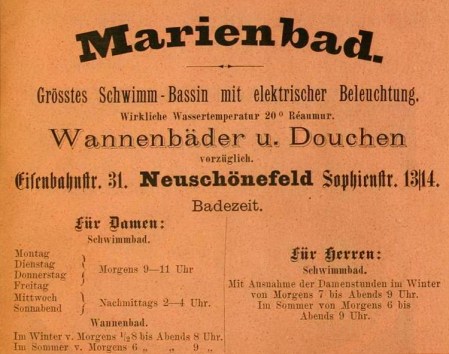 Marienbad.
Grösstes Schwimm-Bassin mit elektrischer Beleuchtung.
Wirkliche Wassertemperatur 20° Réaumur.
Wannenbäder u. Douchen
vorzüglich.
Eisenbahnstr. 31. Neuschönefeld Sophienstr. 13|14.
Badezeit.
Für Damen:
Schwimmbad.
Montag
Dienstag
Donnerstag
Freitag
Morgens 9—11 Uhr
Mittwoch
Sonnabend
Nachmittags 2—4 Uhr.
Wannenbad.
Im Winter v. Morgens ½8 bis Abends 8 Uhr.
Im Sommer v. Morgens 6 „ „ 9 „
Für Herren:
Schwimmbad.
Mit Ausnahme der Damenstunden im Winter
von Morgens 7 bis Abends 9 Uhr.
Im Sommer von Morgens 6 bis
Abends 9 Uhr.